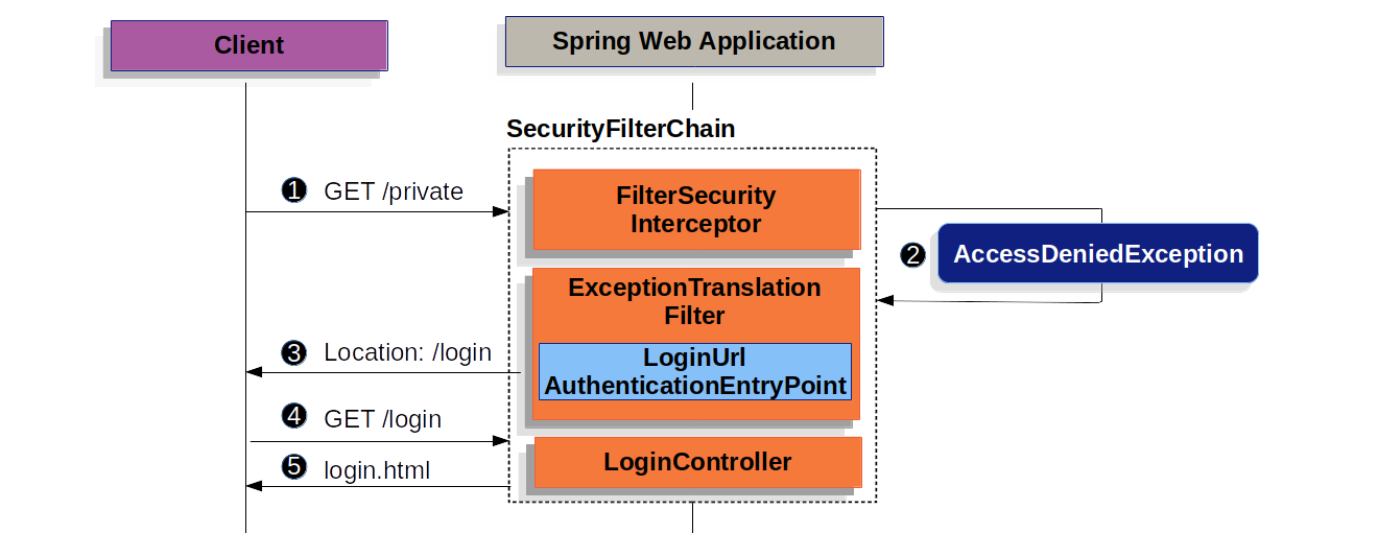 Client
Spring Web Application
SecurityFilterChain
❶ GET /private
FilterSecurity
Interceptor
❷ AccessDeniedException
ExceptionTranslation
Filter
❸ Location: /login
LoginUrl
AuthenticationEntryPoint
❹ GET /login
LoginController
❺ login.html